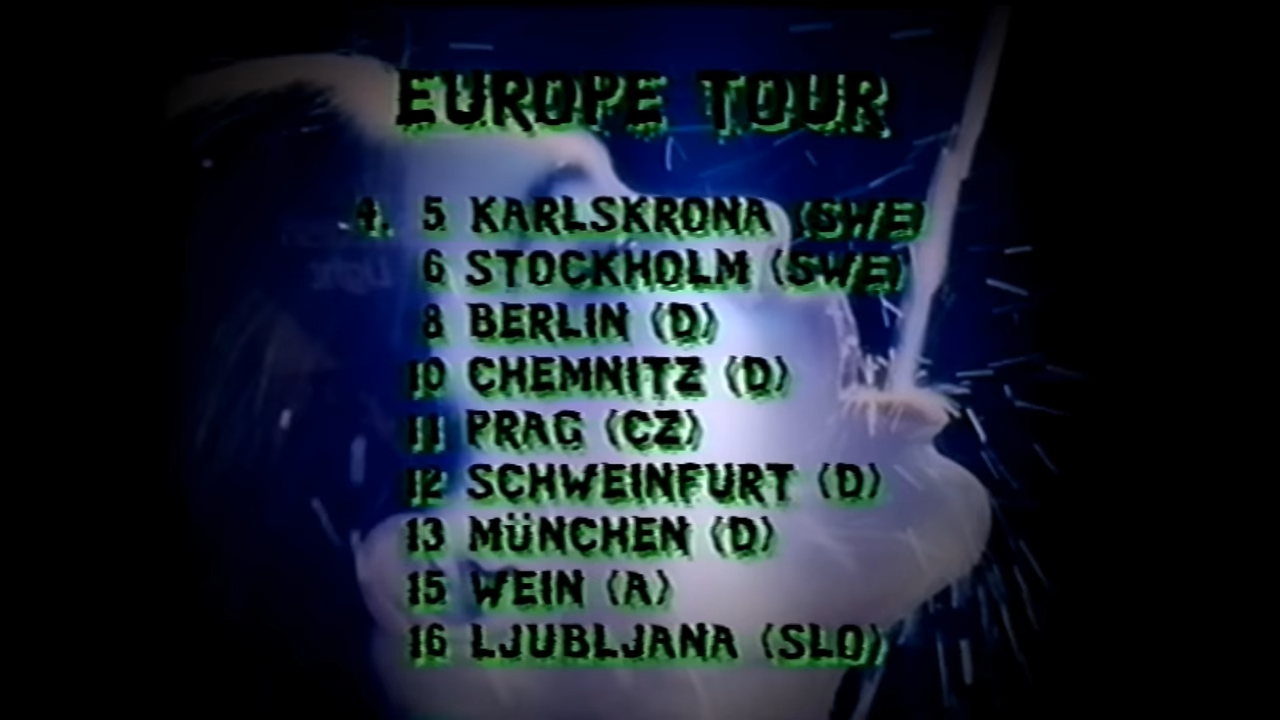 EUROPE TOUR
4. 5 KARLSKRONA (SWE)
6 STOCKHOLM (SWE)
8 BERLIN (D)
10 CHEMNITZ (D)
11 PRAG (CZ)
12 SCHWEINFURT (D)
13 MüNCHEN (D)
15 WEIN (A)
16 LJUBLJANA (SLO)